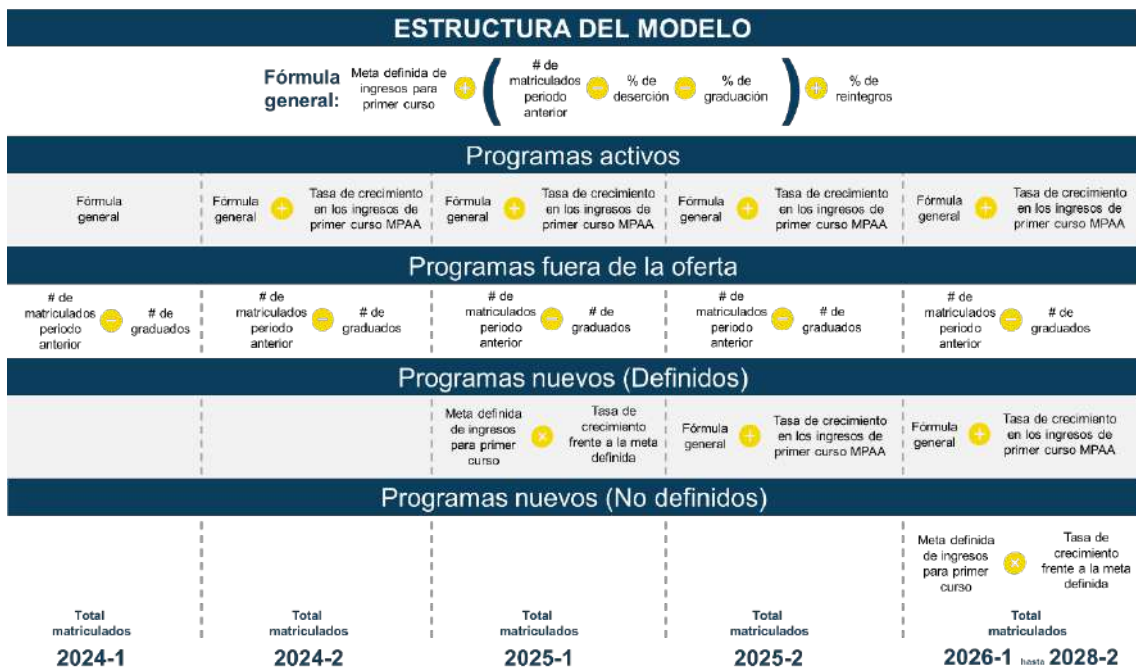 ESTRUCTURA DEL MODELO
Fórmula general:
Meta definida de
ingresos para
primer curso
+
(
# de
matriculados
periodo
anterior
−
% de
deserción
−
% de
graduación
)
+
% de
reintegros
Programas activos
Fórmula
general
Fórmula
general
+
Tasa de crecimiento
en los ingresos de
primer curso MPAA
Fórmula
general
+
Tasa de crecimiento
en los ingresos de
primer curso MPAA
Fórmula
general
+
Tasa de crecimiento
en los ingresos de
primer curso MPAA
Fórmula
general
+
Tasa de crecimiento
en los ingresos de
primer curso MPAA
Programas fuera de la oferta
# de
matriculados
periodo
anterior
−
# de
graduados
# de
matriculados
periodo
anterior
−
# de
graduados
# de
matriculados
periodo
anterior
−
# de
graduados
# de
matriculados
periodo
anterior
−
# de
graduados
# de
matriculados
periodo
anterior
−
# de
graduados
Programas nuevos (Definidos)
Meta definida
de ingresos
para primer
curso
×
Tasa de
crecimiento
frente a la meta
definida
Fórmula
general
+
Tasa de crecimiento
en los ingresos de
primer curso MPAA
Fórmula
general
+
Tasa de crecimiento
en los ingresos de
primer curso MPAA
Programas nuevos (No definidos)
Meta definida
de ingresos
para primer
curso
×
Tasa de
crecimiento
frente a la meta
definida
Total
matriculados
2024-1
Total
matriculados
2024-2
Total
matriculados
2025-1
Total
matriculados
2025-2
Total
matriculados
2026-1 hasta 2028-2